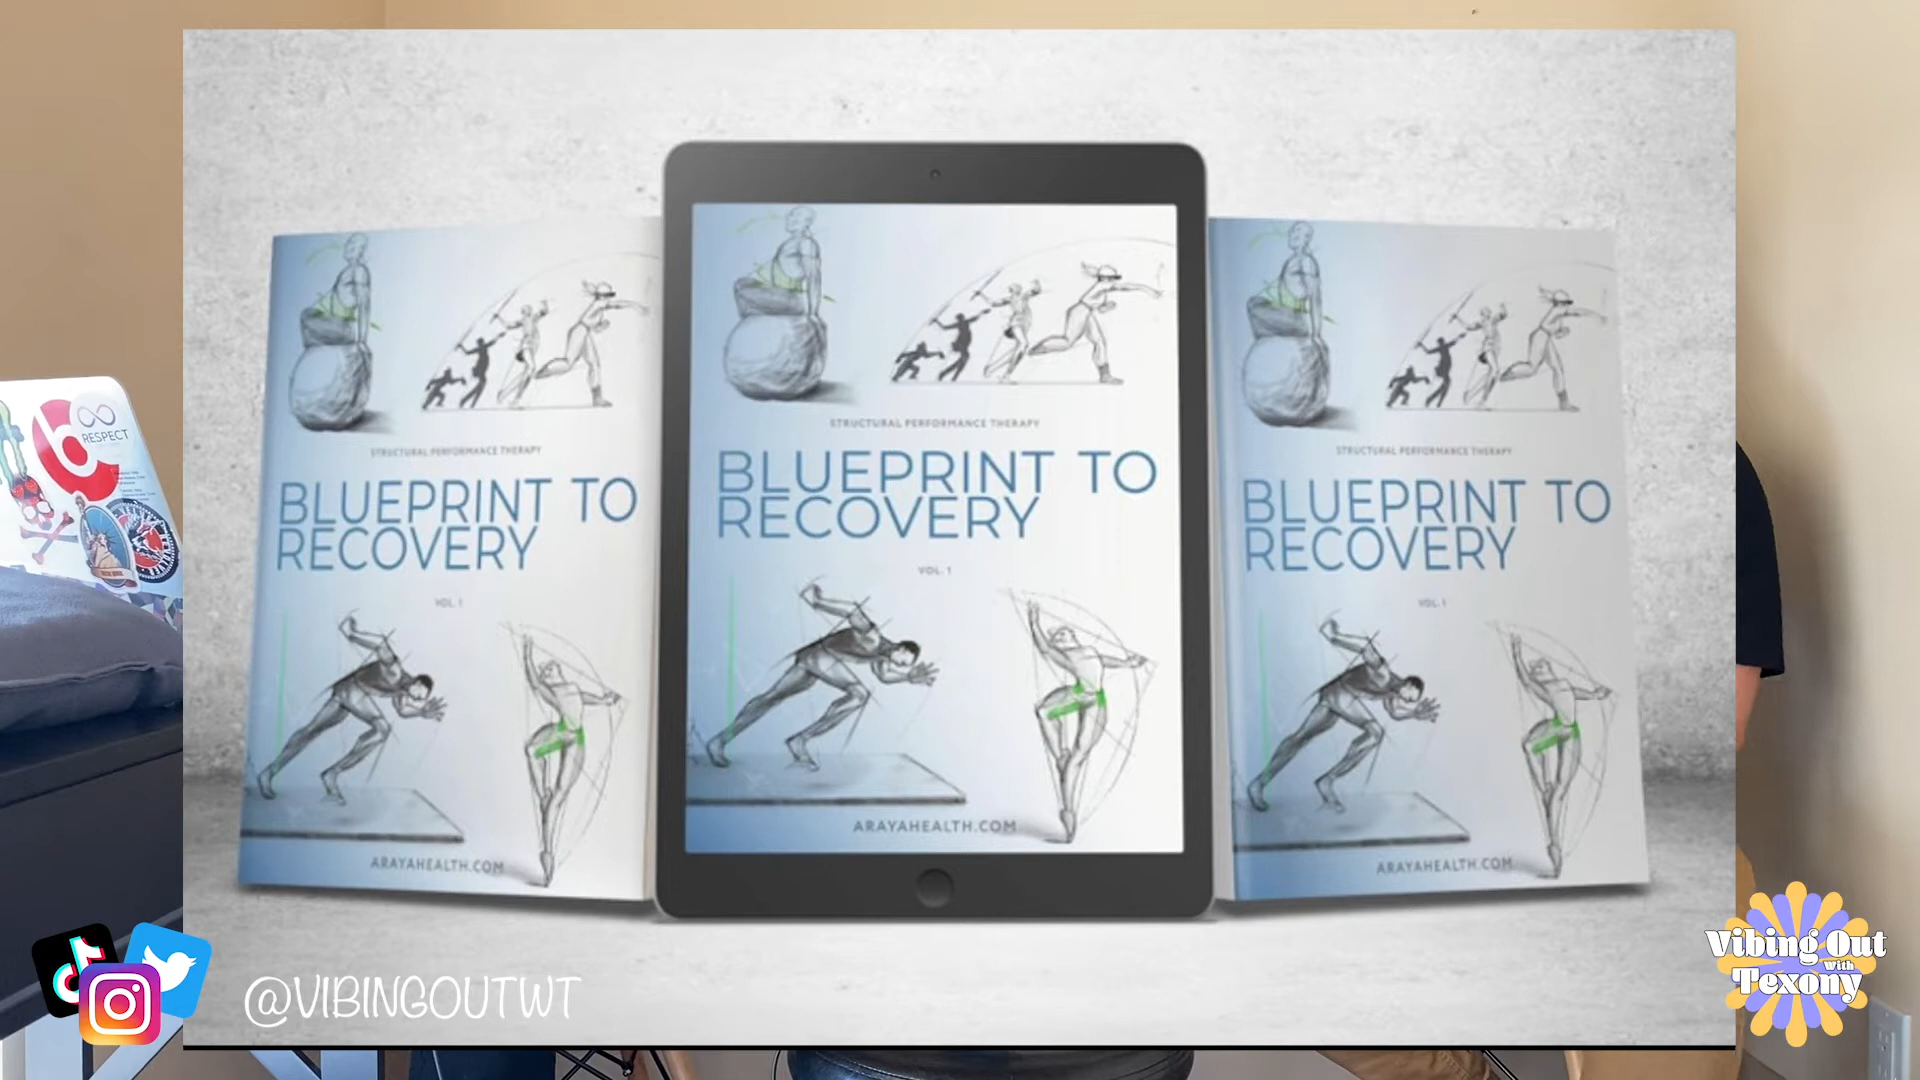 RESPECT
STRUCTURAL PERFORMANCE THERAPY
BLUEPRINT TO
RECOVERY
VOL. 1
ARAYAHEALTH.COM
STRUCTURAL PERFORMANCE THERAPY
BLUEPRINT TO
RECOVERY
VOL. 1
ARAYAHEALTH.COM
STRUCTURAL PERFORMANCE THERAPY
BLUEPRINT TO
RECOVERY
VOL. 1
ARAYAHEALTH.COM
@VIBINGOUTWT
Vibing Out
With
Texony